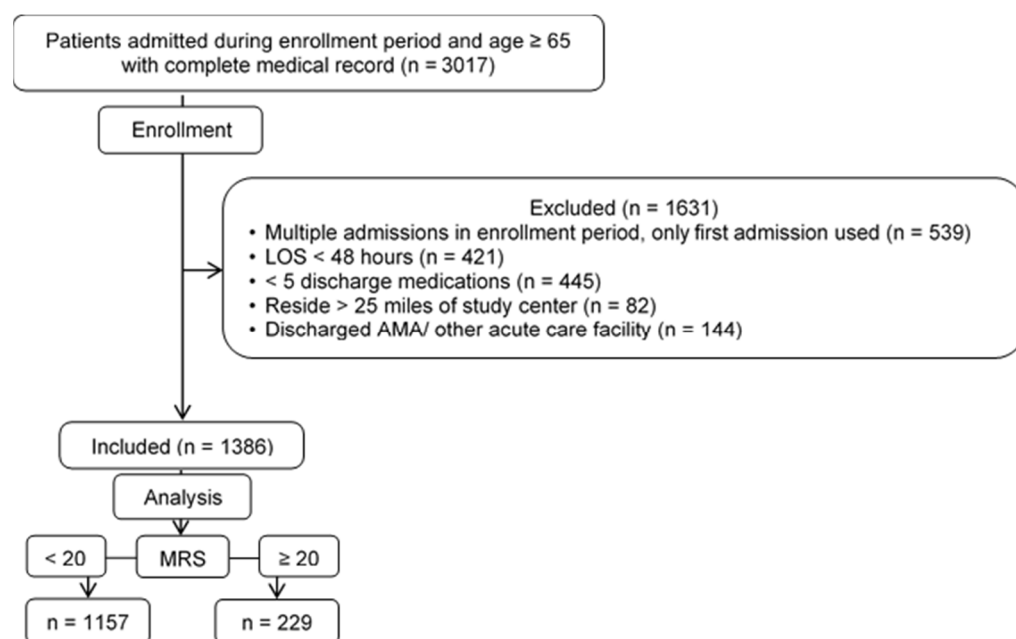 Patients admitted during enrollment period and age ≥ 65
with complete medical record (n = 3017)
Enrollment
Excluded (n = 1631)
• Multiple admissions in enrollment period, only first admission used (n = 539)
• LOS < 48 hours (n = 421)
• < 5 discharge medications (n = 445)
• Reside > 25 miles of study center (n = 82)
• Discharged AMA/ other acute care facility (n = 144)
Included (n = 1386)
Analysis
< 20
MRS
≥ 20
n = 1157
n = 229